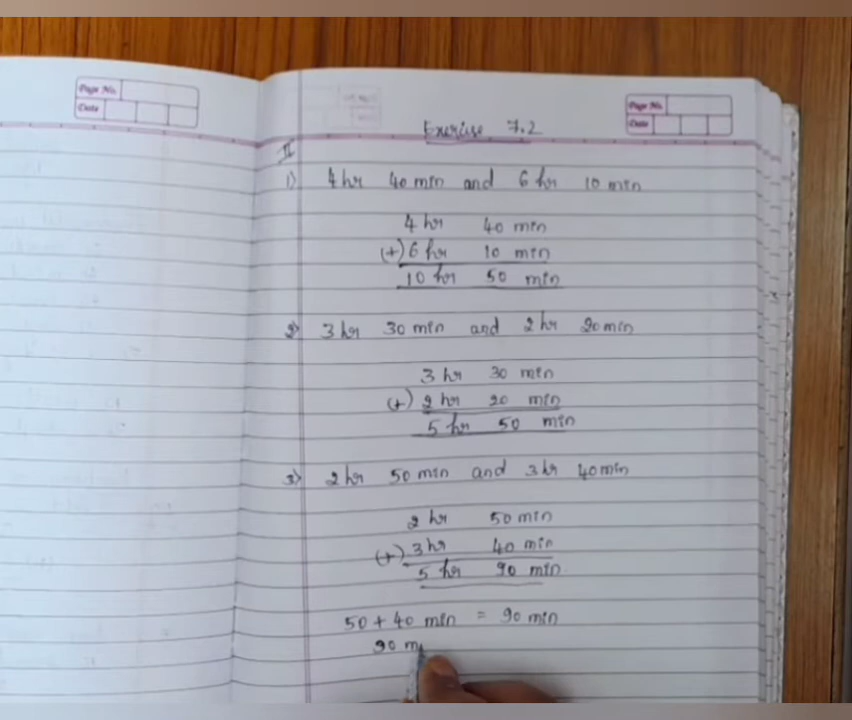 Page No.
Date
Page No.
Date
Exercise 7.2
II
1) 4 hr 40 min and 6 hr 10 min
4 hr 40 min
(+) 6 hr 10 min
10 hr 50 min
2) 3 hr 30 min and 2 hr 20 min
3 hr 30 min
(+) 2 hr 20 min
5 hr 50 min
3) 2 hr 50 min and 3 hr 40 min
2 hr 50 min
(+) 3 hr 40 min
5 hr 90 min
50 + 40 min = 90 min
90 m